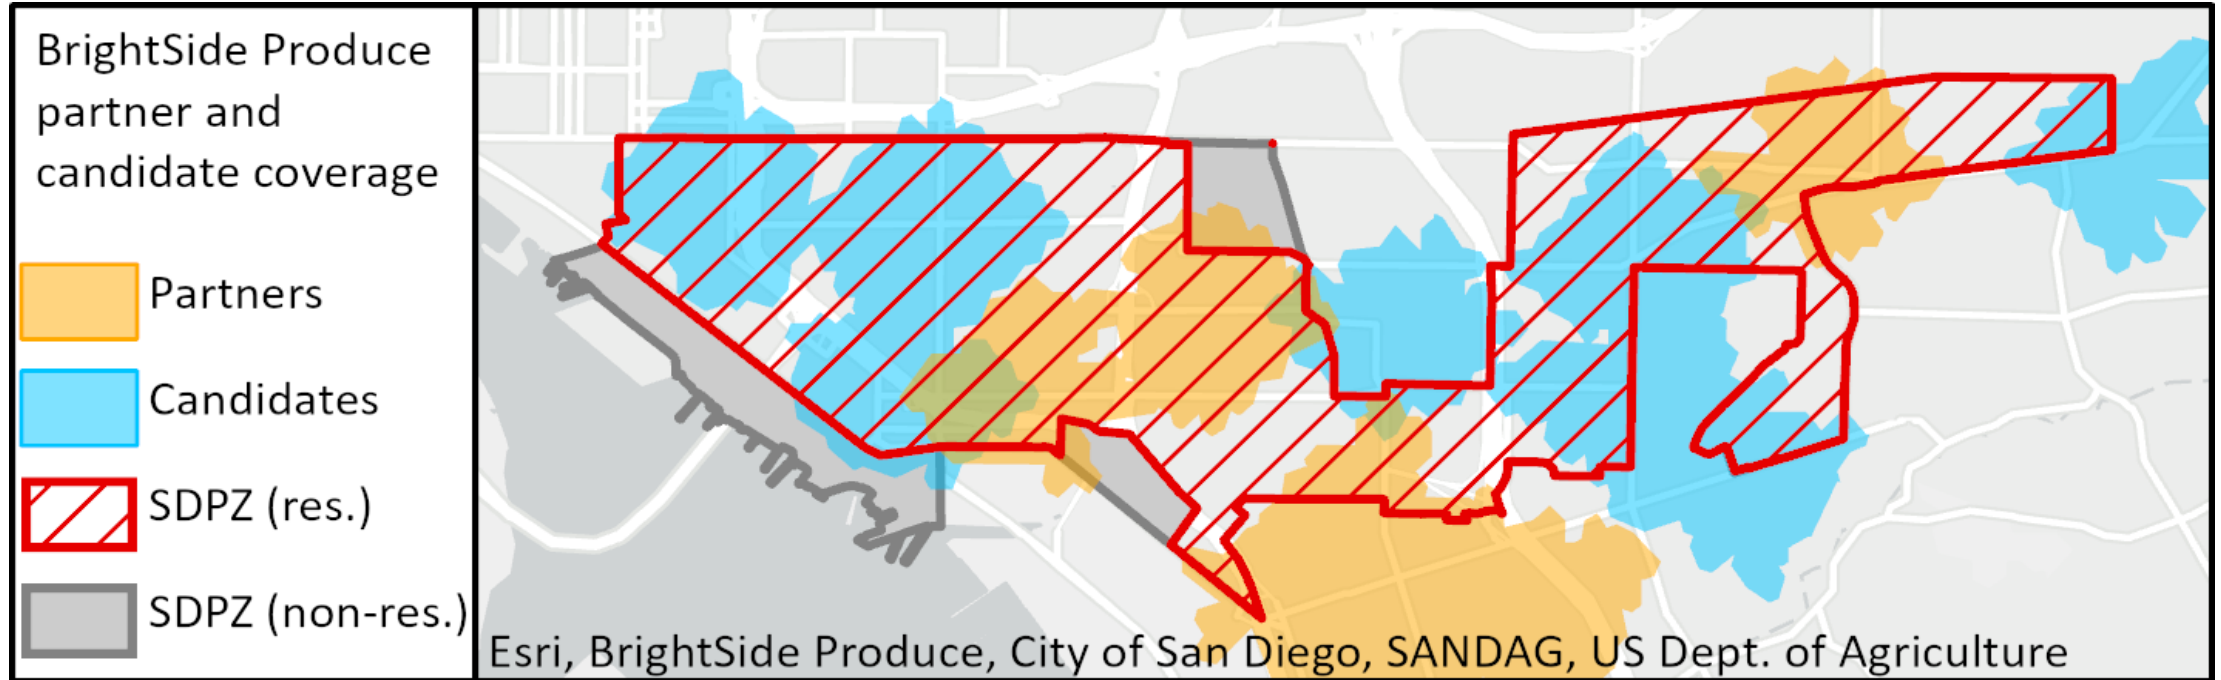 BrightSide Produce
partner and
candidate coverage
Partners
Candidates
SDPZ (res.)
SDPZ (non-res.)
Esri, BrightSide Produce, City of San Diego, SANDAG, US Dept. of Agriculture